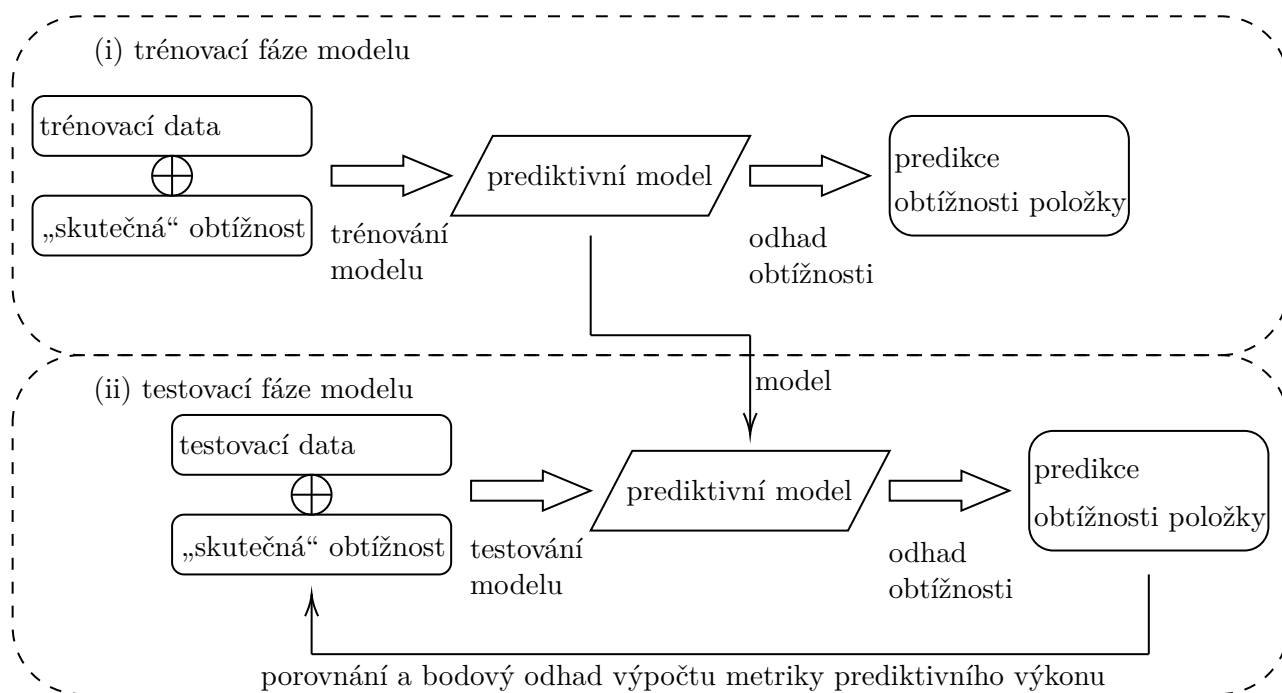 (i) trénovací fáze modelu
trénovací data
„skutečná“ obtížnost
trénování
modelu
prediktivní model
odhad
obtížnosti
predikce
obtížnosti položky
model
(ii) testovací fáze modelu
testovací data
„skutečná“ obtížnost
testování
modelu
prediktivní model
odhad
obtížnosti
predikce
obtížnosti položky
porovnání a bodový odhad výpočtu metriky prediktivního výkonu